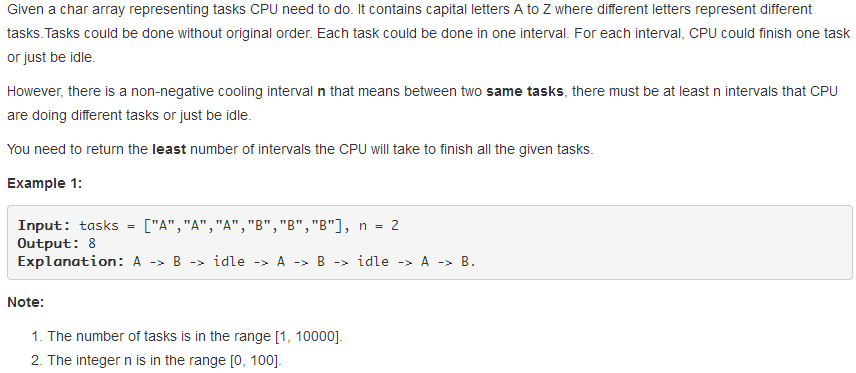 Given a char array representing tasks CPU need to do. It contains capital letters A to Z where different letters represent different
tasks.Tasks could be done without original order. Each task could be done in one interval. For each interval, CPU could finish one task
or just be idle.
However, there is a non-negative cooling interval n that means between two same tasks, there must be at least n intervals that CPU
are doing different tasks or just be idle.
You need to return the least number of intervals the CPU will take to finish all the given tasks.
Example 1:
Input: tasks = ["A","A","A","B","B","B"], n = 2
Output: 8
Explanation: A -> B -> idle -> A -> B -> idle -> A -> B.
Note:
1. The number of tasks is in the range [1, 10000].
2. The integer n is in the range [0, 100].